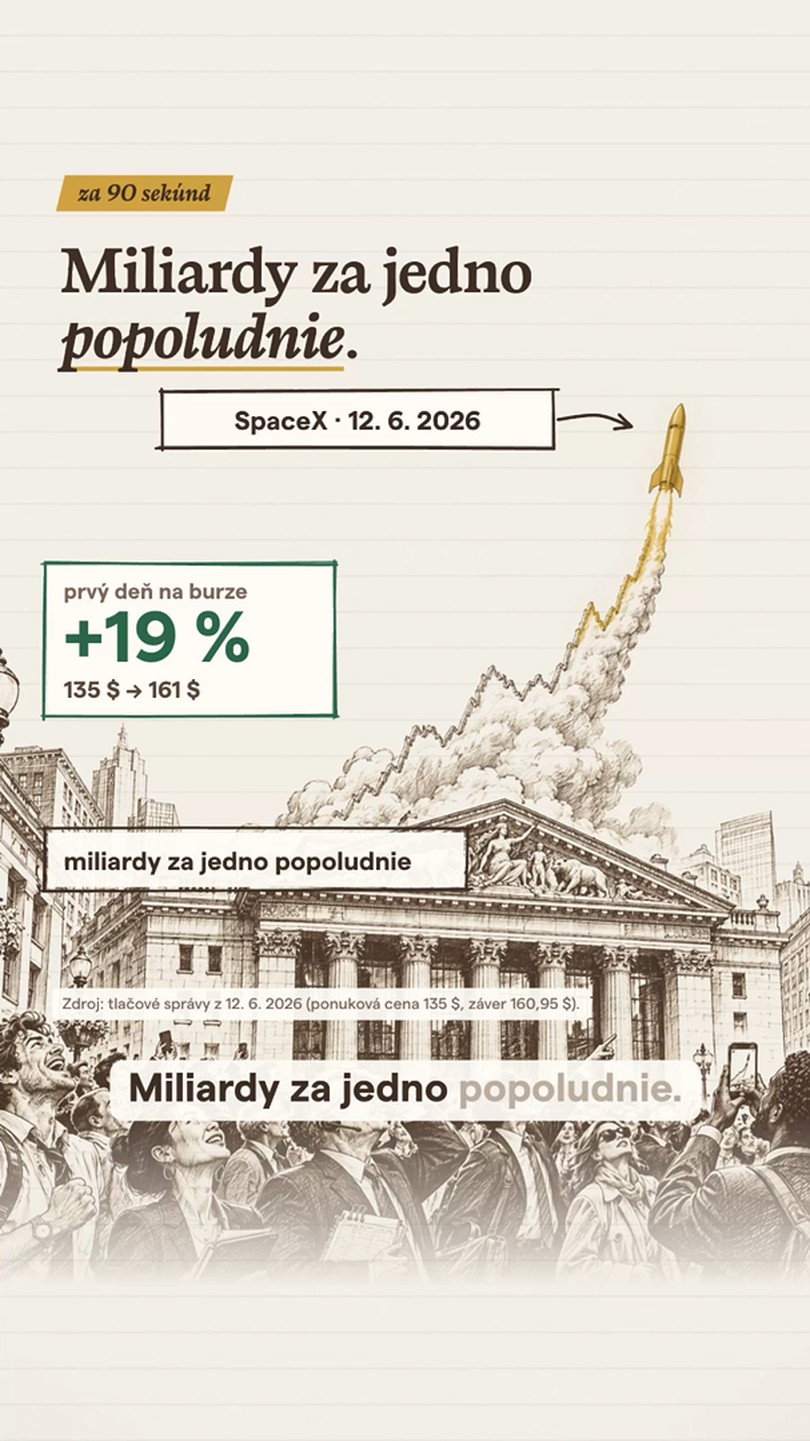 za 90 sekúnd
Miliardy za jedno
popoludnie.
SpaceX · 12. 6. 2026
prvý deň na burze
+19 %
135 $ → 161 $
miliardy za jedno popoludnie
Zdroj: tlačové správy z 12. 6. 2026 (ponuková cena 135 $, záver 160,95 $).
Miliardy za jedno popoludnie.